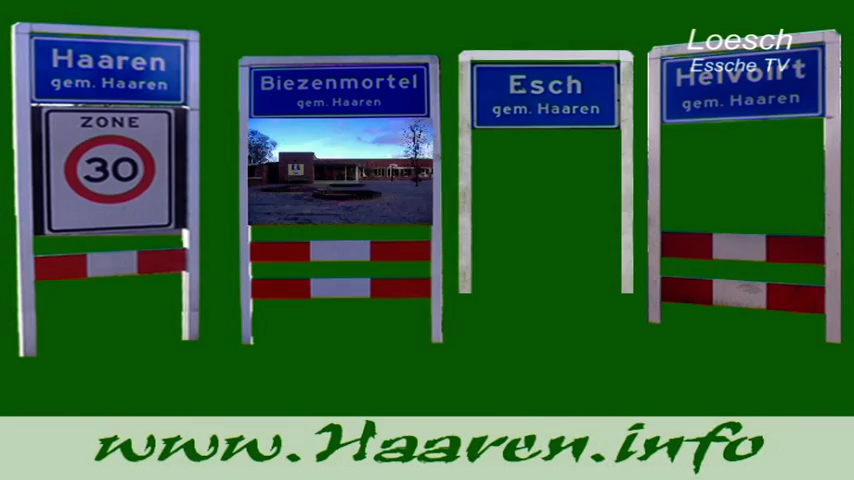 Haaren
gem. Haaren
ZONE
30
Biezenmortel
gem. Haaren
Esch
gem. Haaren
Loesch
Essche TV
Helvoirt
gem. Haaren
www.Haaren.info